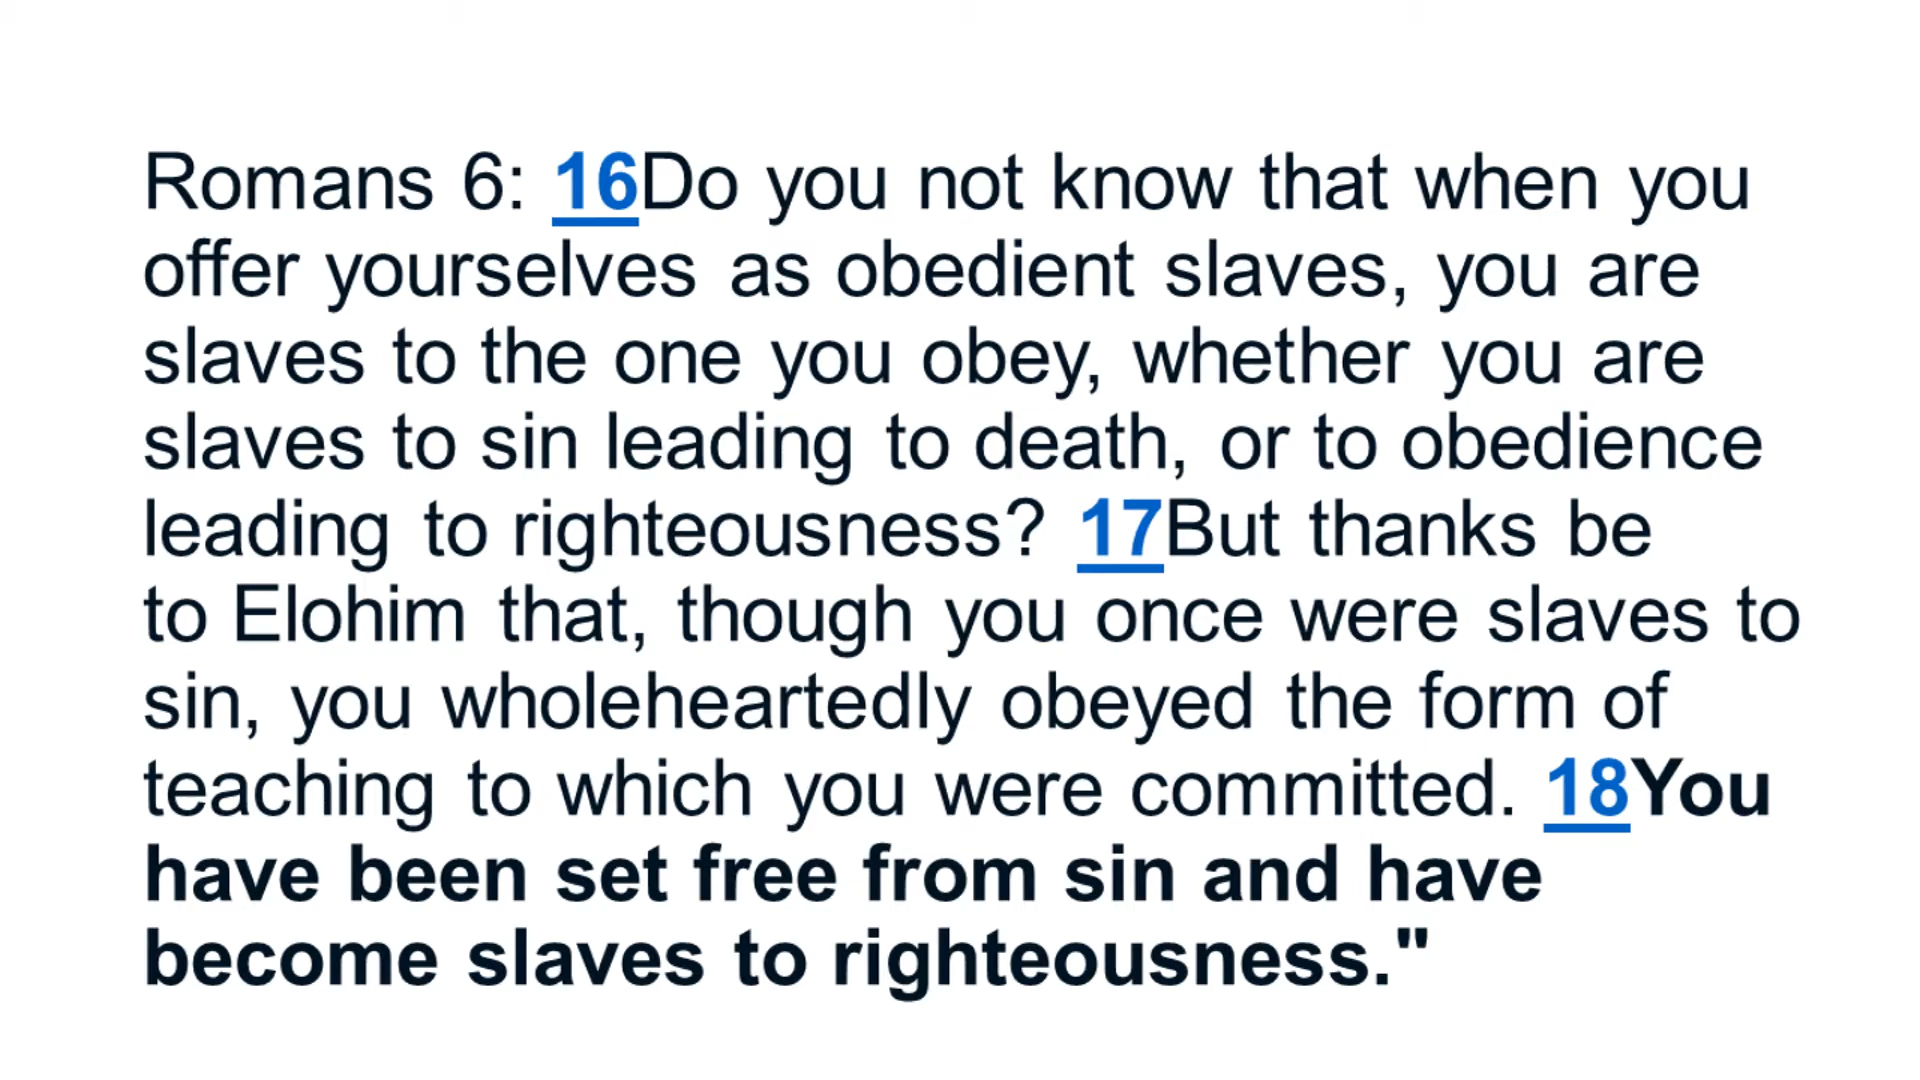 Romans 6: 16Do you not know that when you
offer yourselves as obedient slaves, you are
slaves to the one you obey, whether you are
slaves to sin leading to death, or to obedience
leading to righteousness? 17But thanks be
to Elohim that, though you once were slaves to
sin, you wholeheartedly obeyed the form of
teaching to which you were committed. 18You
have been set free from sin and have
become slaves to righteousness."